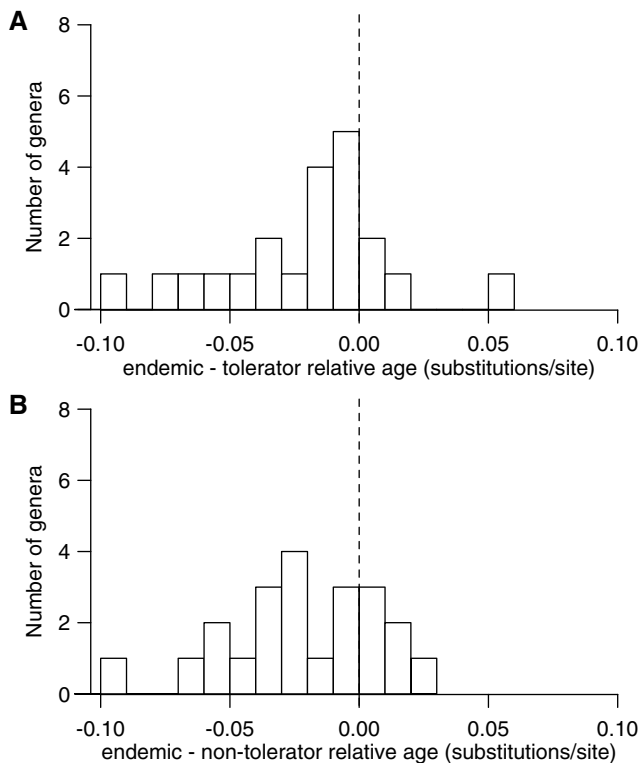 A
8
6
4
2
0
Number of genera
-0.10 -0.05 0.00 0.05 0.10
endemic - tolerator relative age (substitutions/site)
B
8
6
4
2
0
Number of genera
-0.10 -0.05 0.00 0.05 0.10
endemic - non-tolerator relative age (substitutions/site)